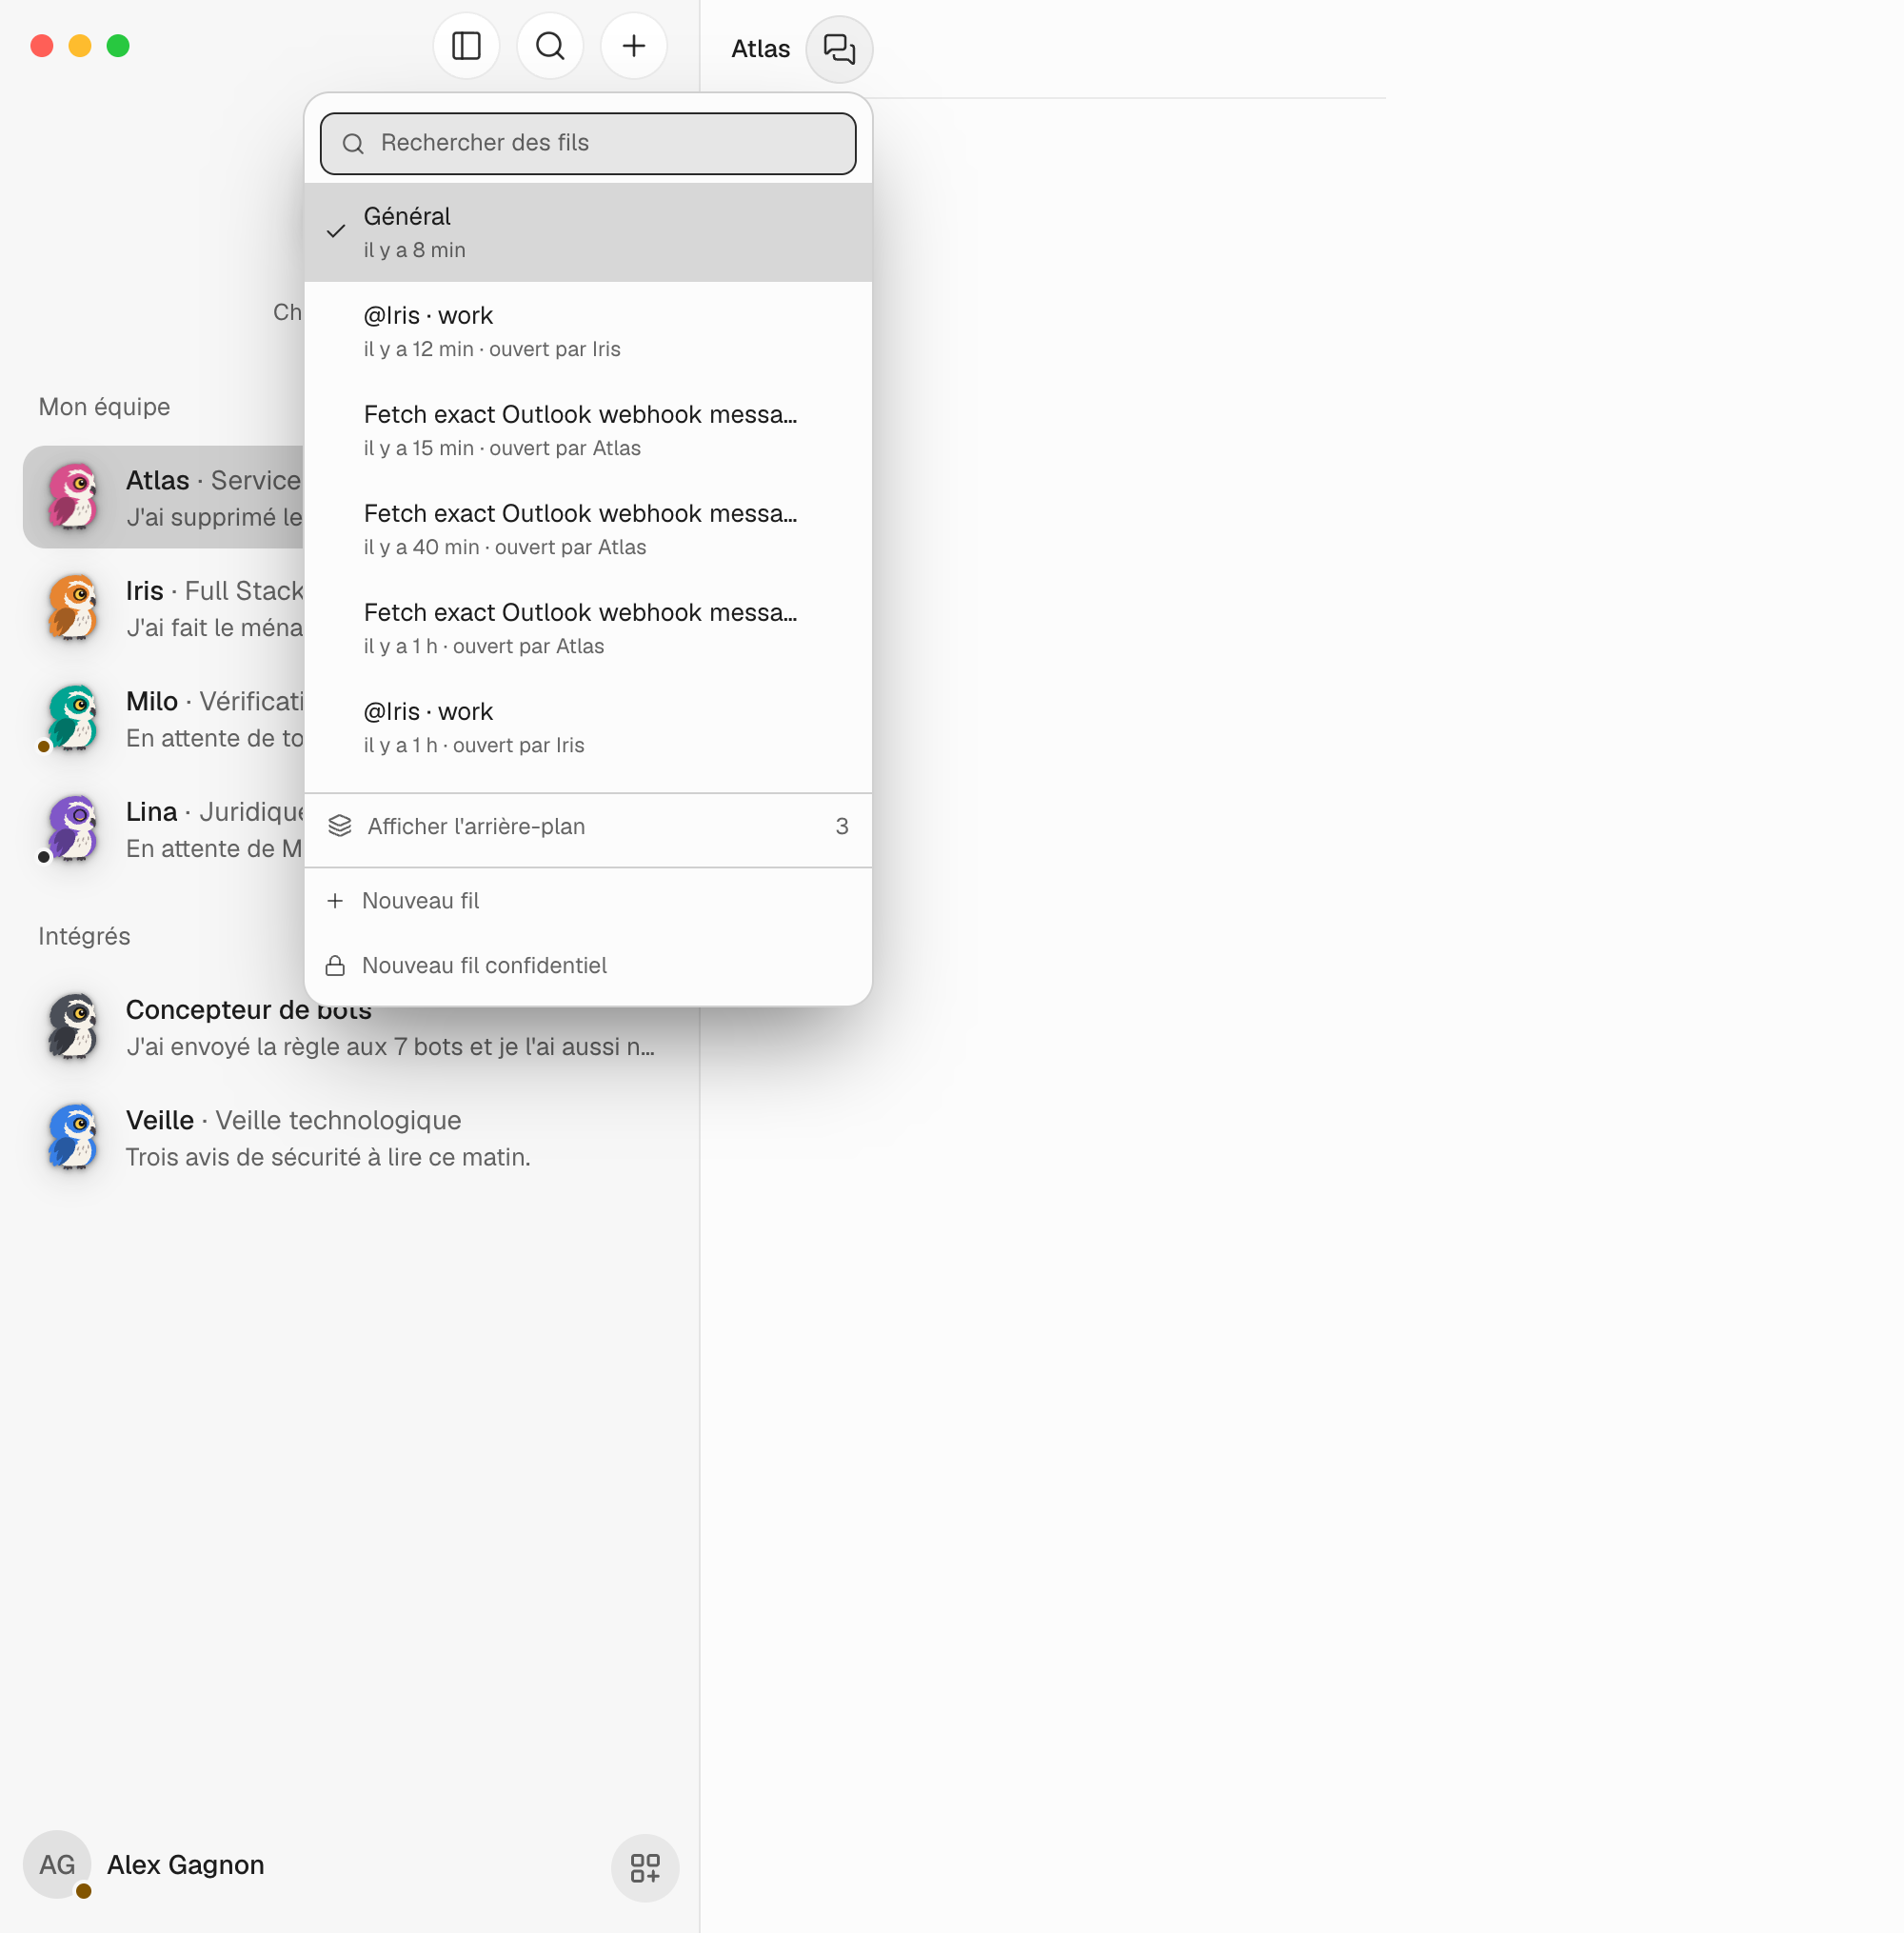 Atlas
Rechercher des fils
Général
il y a 8 min
@Iris · work
il y a 12 min · ouvert par Iris
Fetch exact Outlook webhook messa...
il y a 15 min · ouvert par Atlas
Fetch exact Outlook webhook messa...
il y a 40 min · ouvert par Atlas
Fetch exact Outlook webhook messa...
il y a 1 h · ouvert par Atlas
@Iris · work
il y a 1 h · ouvert par Iris
Afficher l'arrière-plan 3
Nouveau fil
Nouveau fil confidentiel
Ch
Mon équipe
Atlas · Service
J'ai supprimé le
Iris · Full Stack
J'ai fait le ména
Milo · Vérificati
En attente de to
Lina · Juridique
En attente de M
Intégrés
Concepteur de bots
J'ai envoyé la règle aux 7 bots et je l'ai aussi n...
Veille · Veille technologique
Trois avis de sécurité à lire ce matin.
AG Alex Gagnon